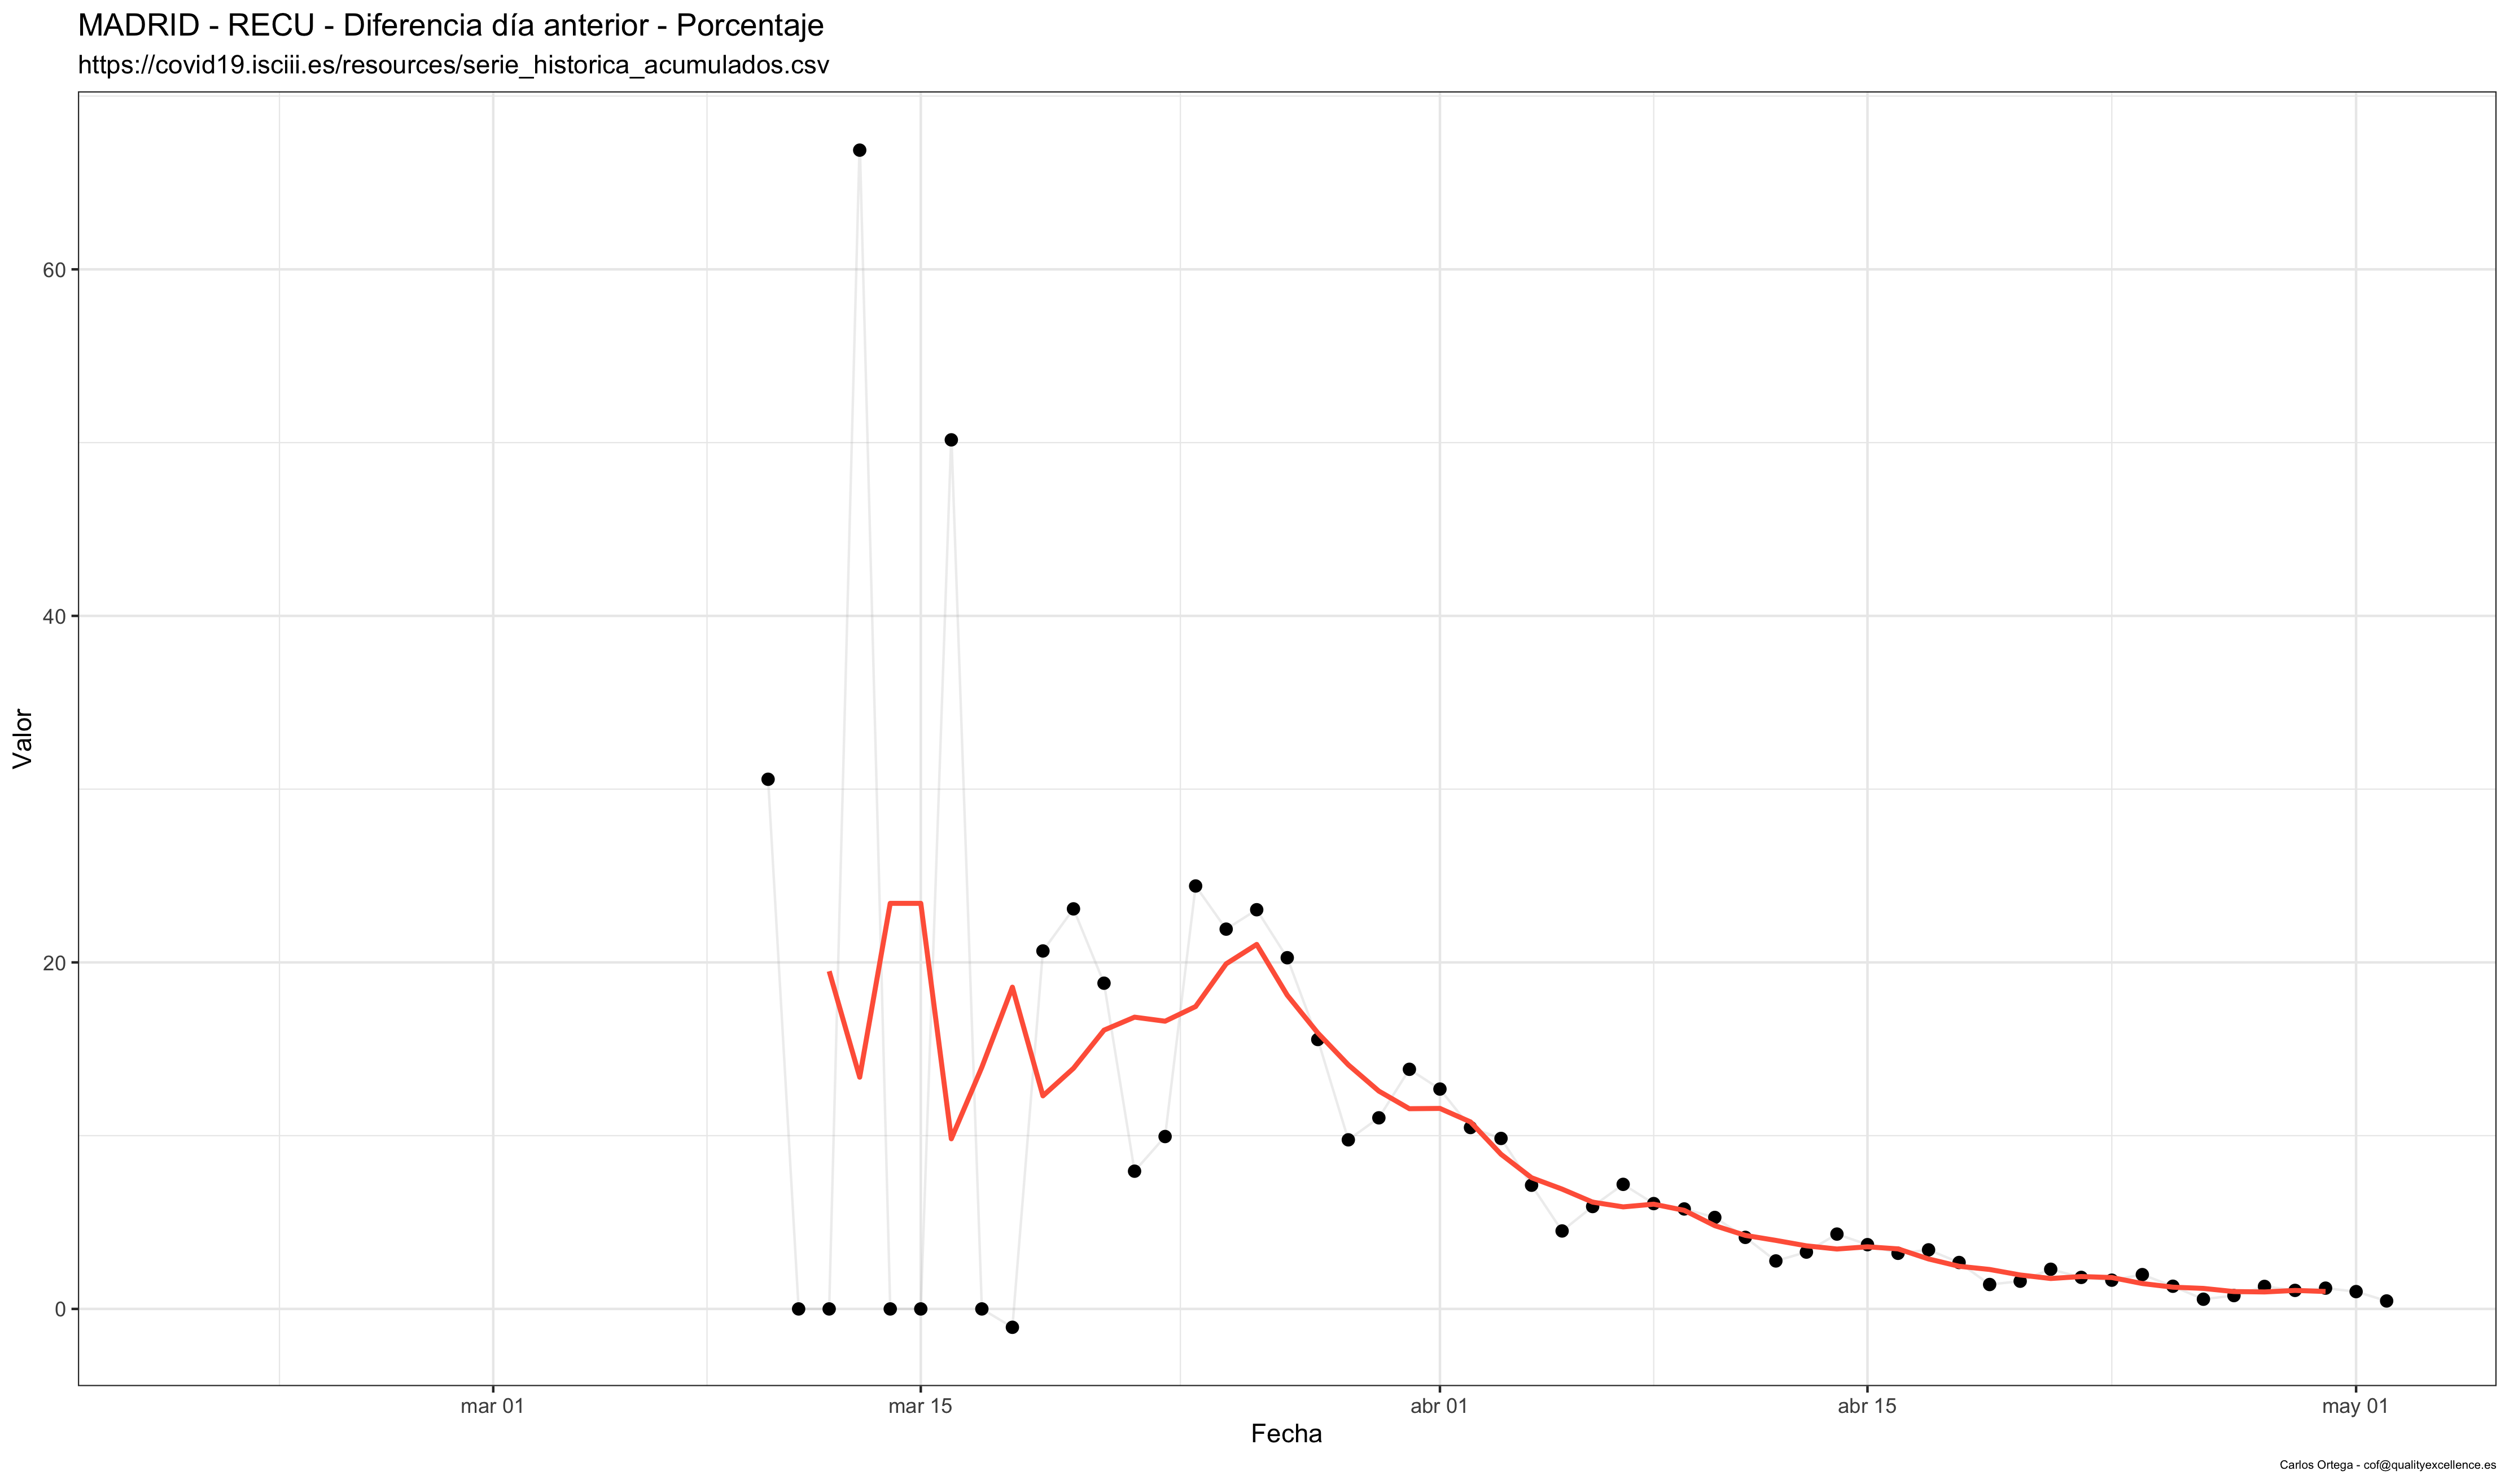 MADRID - RECU - Diferencia día anterior - Porcentaje
https://covid19.isciii.es/resources/serie_historica_acumulados.csv
Valor
60
40
20
0
mar 01
mar 15
abr 01
abr 15
may 01
Fecha
Carlos Ortega - cof@qualityexcellence.es